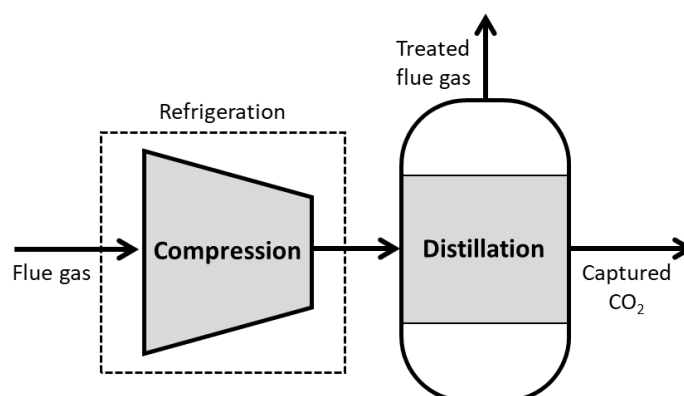 Treated
flue gas
Refrigeration
Compression
Distillation
Flue gas
Captured
CO₂